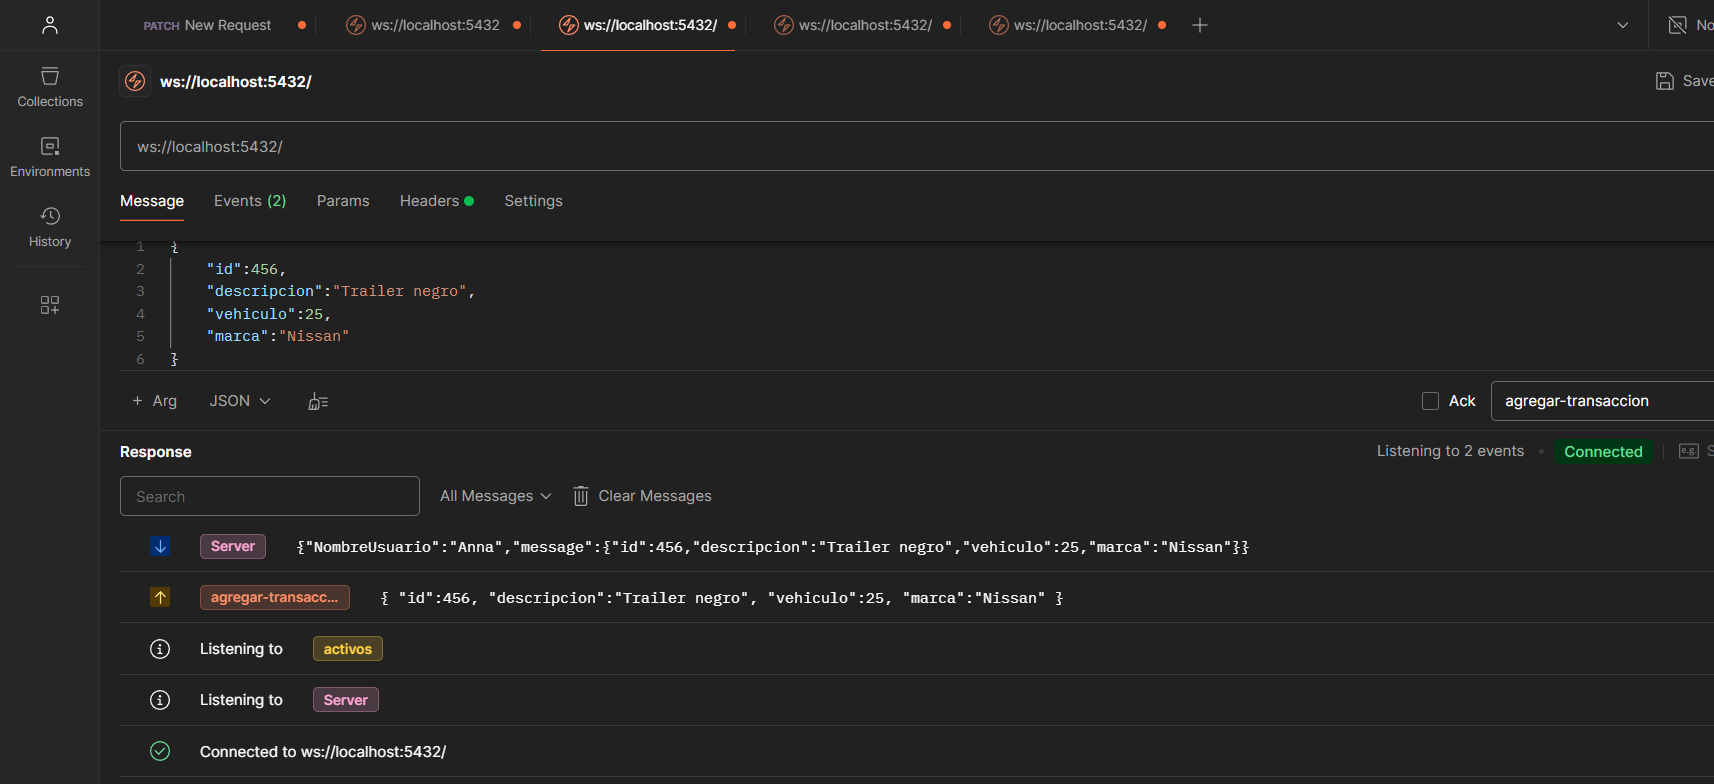 PATCH New Request
ws://localhost:5432
ws://localhost:5432/
ws://localhost:5432/
ws://localhost:5432/
No
Collections
Environments
History
ws://localhost:5432/
Save
ws://localhost:5432/
Message Events (2) Params Headers Settings
1 {
2 "id":456,
3 "descripcion":"Trailer negro",
4 "vehiculo":25,
5 "marca":"Nissan"
6 }
+ Arg JSON Ack agregar-transaccion
Response Listening to 2 events Connected e.g. S
Search All Messages Clear Messages
Server {"NombreUsuario":"Anna","message":{"id":456,"descripcion":"Trailer negro","vehiculo":25,"marca":"Nissan"}}
agregar-transacc... { "id":456, "descripcion":"Trailer negro", "vehiculo":25, "marca":"Nissan" }
Listening to activos
Listening to Server
Connected to ws://localhost:5432/